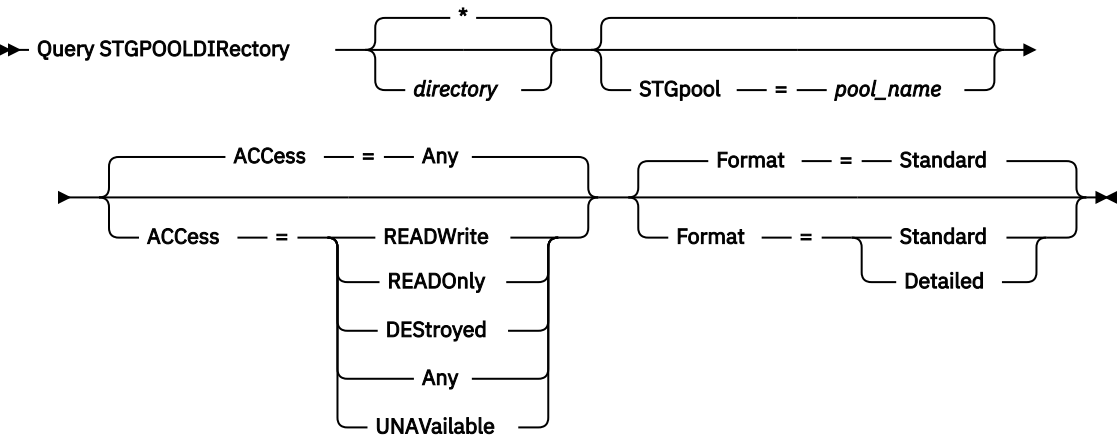 *
Query STGPOOLDIRectory
directory
STGpool = pool_name
ACCess = Any
Format = Standard
ACCess = READWrite
READOnly
DEStroyed
Any
UNAVailable
Format = Standard
Detailed